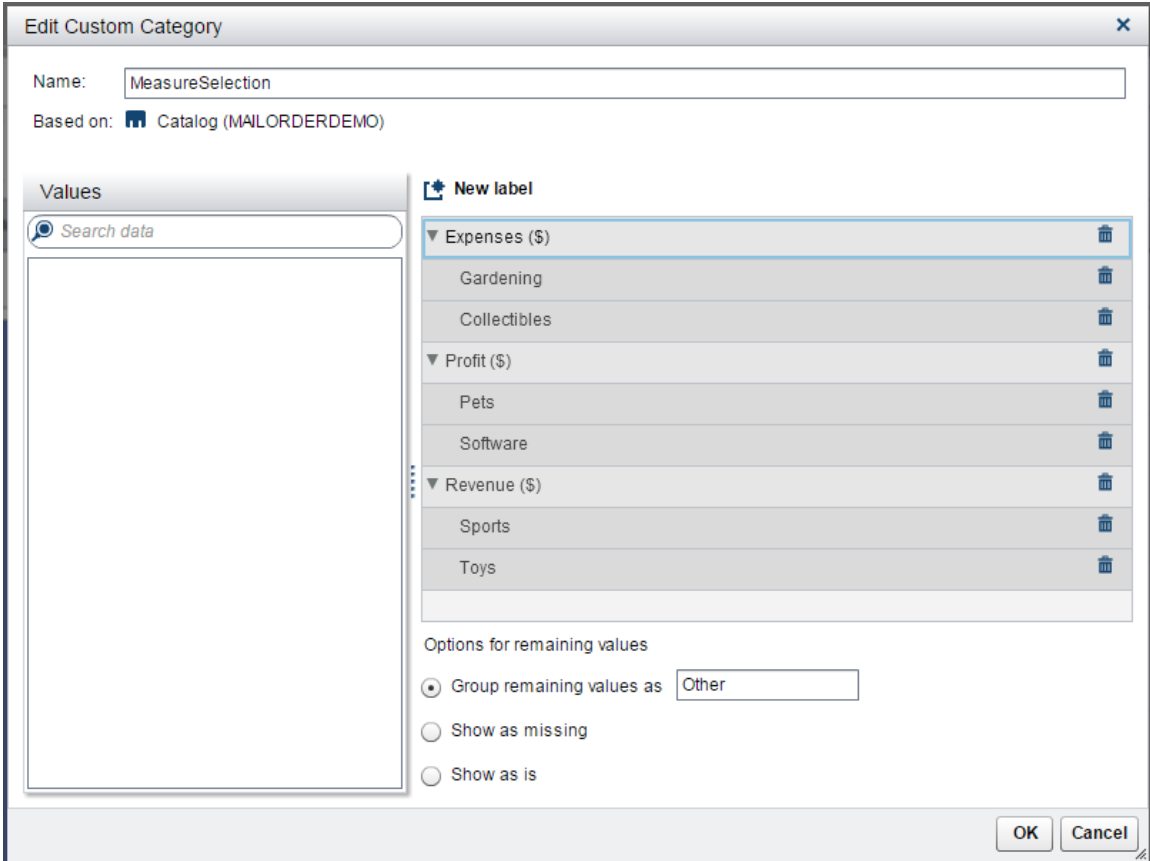 Edit Custom Category
Name: MeasureSelection
Based on: Catalog (MAILORDERDEMO)
Values
Search data
New label
Expenses ($)
Gardening
Collectibles
Profit ($)
Pets
Software
Revenue ($)
Sports
Toys
Options for remaining values
Group remaining values as Other
Show as missing
Show as is
OK Cancel